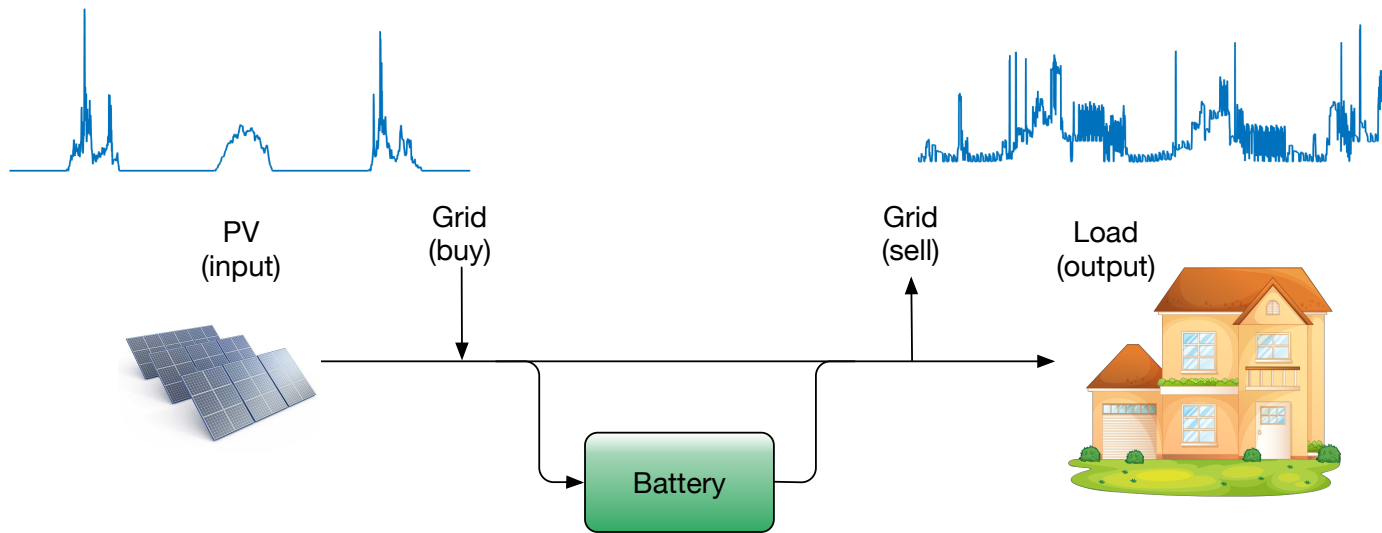 PV
(input)
Grid
(buy)
Grid
(sell)
Load
(output)
Battery